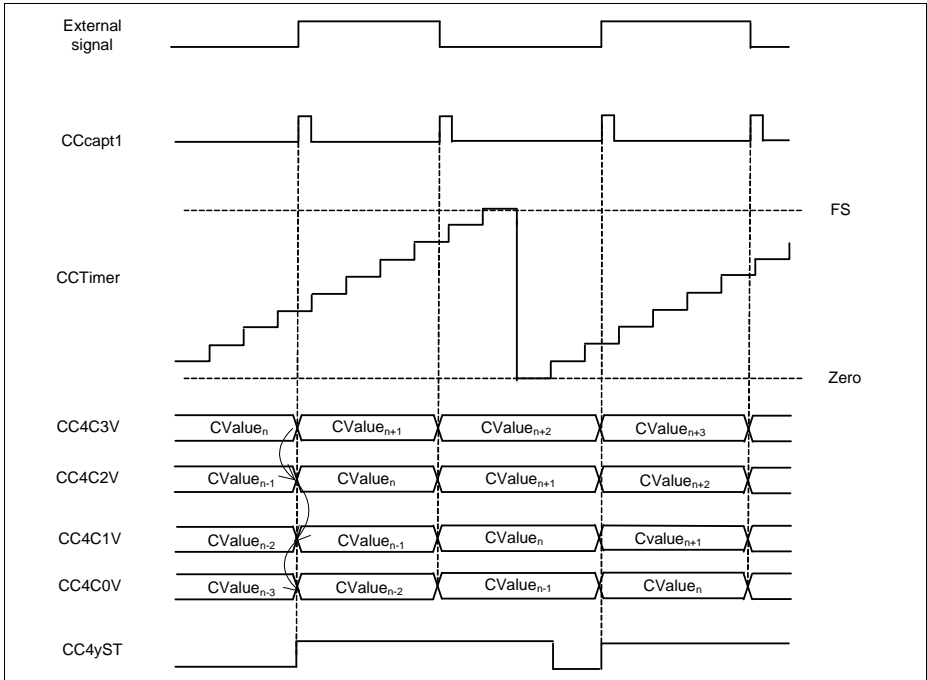 External
signal
CCcapt1
FS
CCTimer
Zero
CC4C3V
CValuen
CValuen+1
CValuen+2
CValuen+3
CC4C2V
CValuen-1
CValuen
CValuen+1
CValuen+2
CC4C1V
CValuen-2
CValuen-1
CValuen
Cvaluen+1
CC4C0V
CValuen-3
CValuen-2
CValuen-1
CValuen
CC4yST